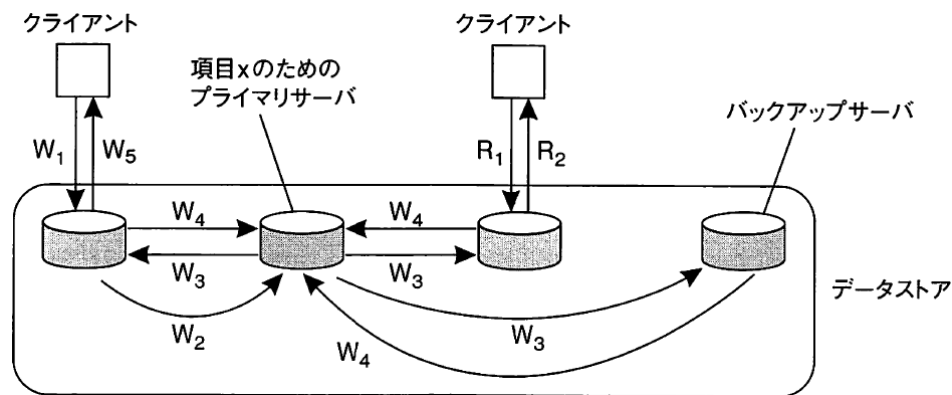 クライアント
クライアント
項目xのための
プライマリサーバ
バックアップサーバ
W1
W5
R1
R2
W4
W4
W3
W3
データストア
W2
W3
W4